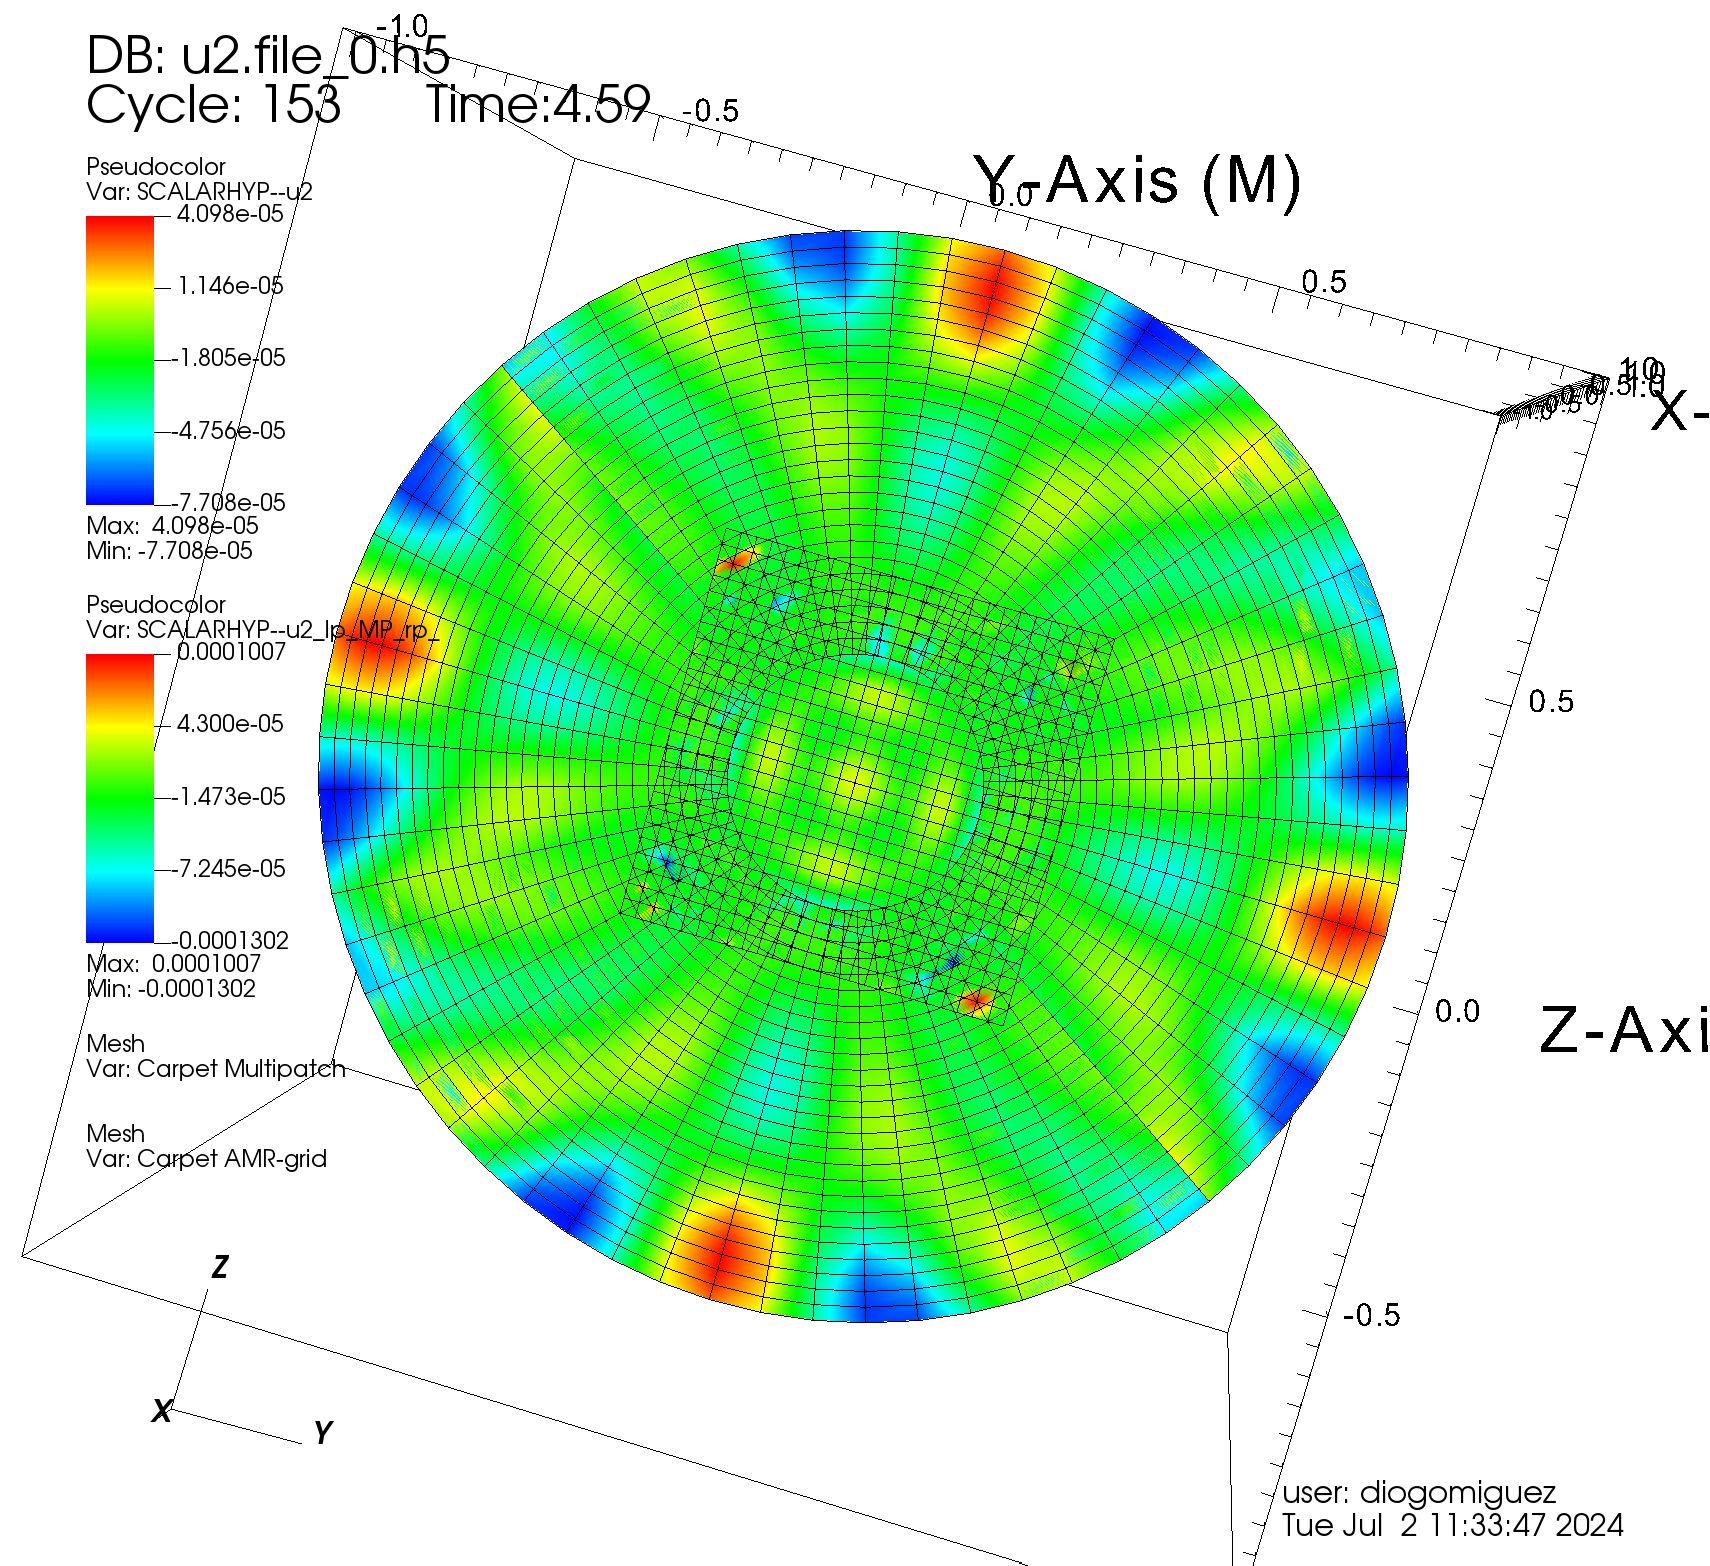 DB: u2.file_0.h5
Cycle: 153 Time:4.59
Pseudocolor
Var: SCALARHYP--u2
4.098e-05
1.146e-05
-1.805e-05
-4.756e-05
-7.708e-05
Max: 4.098e-05
Min: -7.708e-05
Pseudocolor
Var: SCALARHYP--u2_lp_MP_rp_
0.0001007
4.300e-05
-1.473e-05
-7.245e-05
-0.0001302
Max: 0.0001007
Min: -0.0001302
Mesh
Var: Carpet Multipatch
Mesh
Var: Carpet AMR-grid
-1.0
-0.5
Y-Axis (M)
0.0
0.5
1.0
X-
0.5
0.0
Z-Axi
-0.5
Z
X
Y
user: diogomiguez
Tue Jul 2 11:33:47 2024